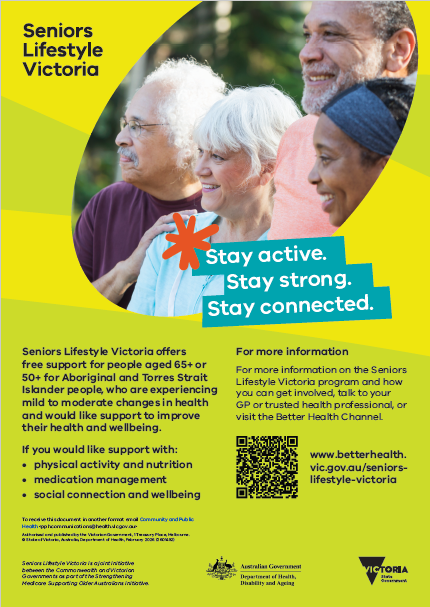 Seniors
Lifestyle
Victoria
Stay active.
Stay strong.
Stay connected.
Seniors Lifestyle Victoria offers
free support for people aged 65+ or
50+ for Aboriginal and Torres Strait
Islander people, who are experiencing
mild to moderate changes in health
and would like support to improve
their health and wellbeing.
If you would like support with:
• physical activity and nutrition
• medication management
• social connection and wellbeing
For more information
For more information on the Seniors
Lifestyle Victoria program and how
you can get involved, talk to your
GP or trusted health professional, or
visit the Better Health Channel.
www.betterhealth.
vic.gov.au/seniors-
lifestyle-victoria
To receive this document in another format email Community and Public
Health <pphcommunications@health.vic.gov.au>
Authorised and published by the Victorian Government, 1 Treasury Place, Melbourne.
© State of Victoria, Australia, Department of Health, February 2026
Seniors Lifestyle Victoria is a joint initiative
between the Commonwealth and Victorian
Governments as part of the Strengthening
Medicare Supporting Older Australians Initiative.
Australian Government
Department of Health,
Disability and Ageing
VICTORIA
State
Government